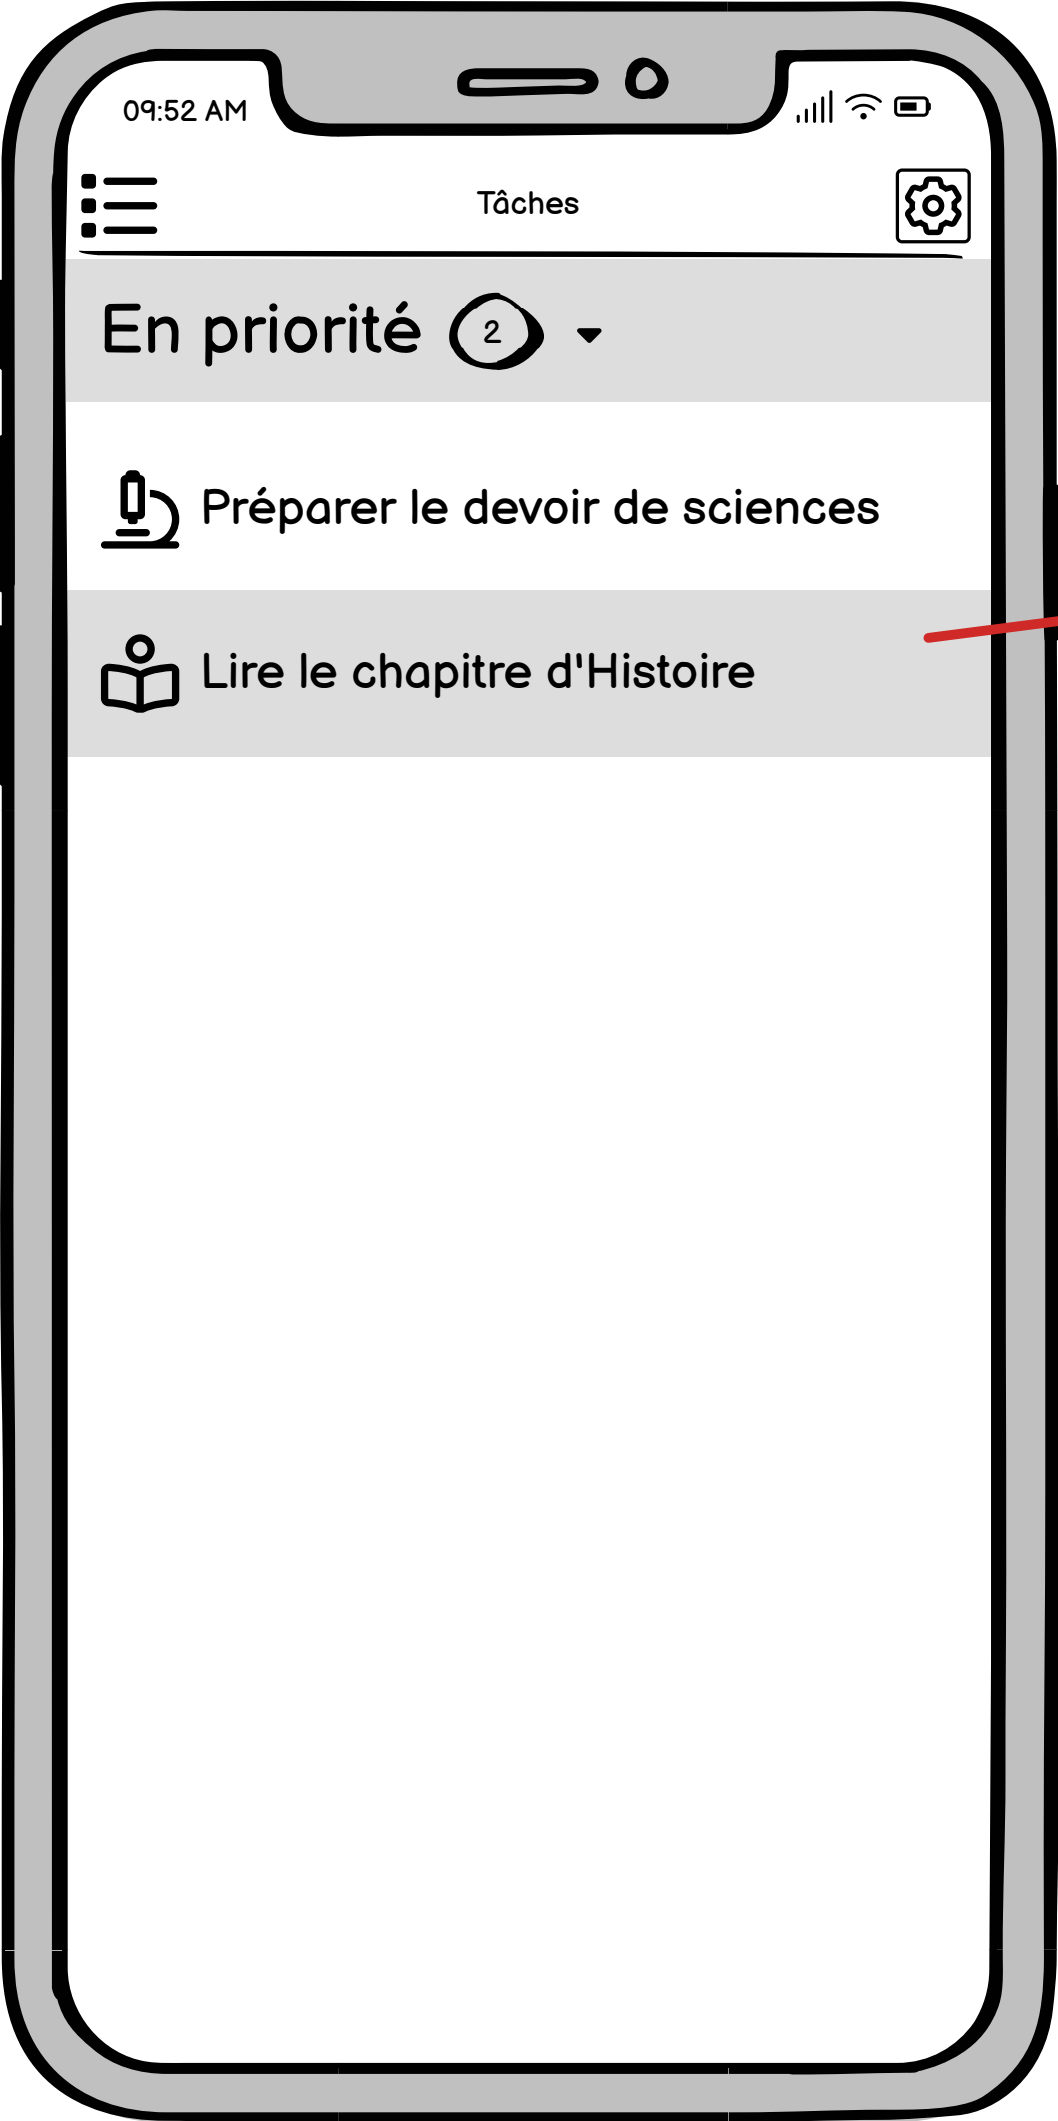 09:52 AM
Tâches
En priorité 2
Préparer le devoir de sciences
Lire le chapitre d'Histoire